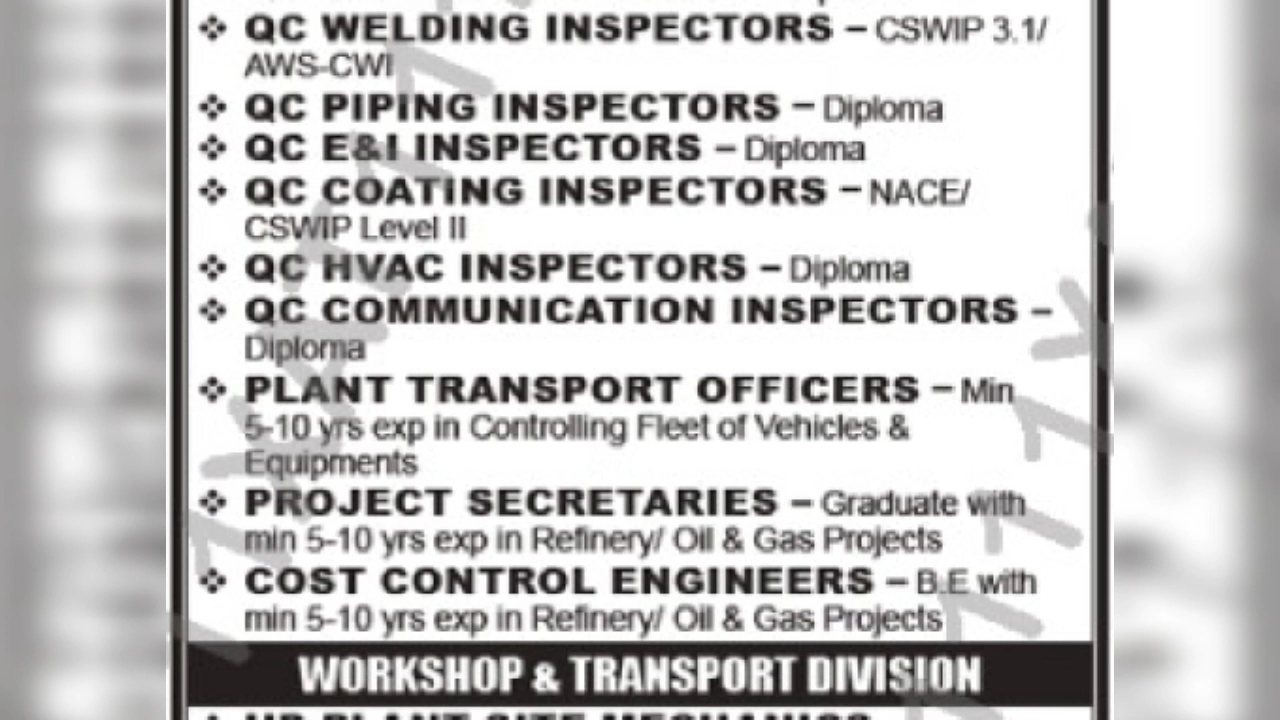 ❖ QC WELDING INSPECTORS – CSWIP 3.1/
AWS-CWI
❖ QC PIPING INSPECTORS – Diploma
❖ QC E&I INSPECTORS – Diploma
❖ QC COATING INSPECTORS – NACE/
CSWIP Level II
❖ QC HVAC INSPECTORS – Diploma
❖ QC COMMUNICATION INSPECTORS –
Diploma
❖ PLANT TRANSPORT OFFICERS – Min
5-10 yrs exp in Controlling Fleet of Vehicles &
Equipments
❖ PROJECT SECRETARIES – Graduate with
min 5-10 yrs exp in Refinery/ Oil & Gas Projects
❖ COST CONTROL ENGINEERS – B.E with
min 5-10 yrs exp in Refinery/ Oil & Gas Projects
WORKSHOP & TRANSPORT DIVISION